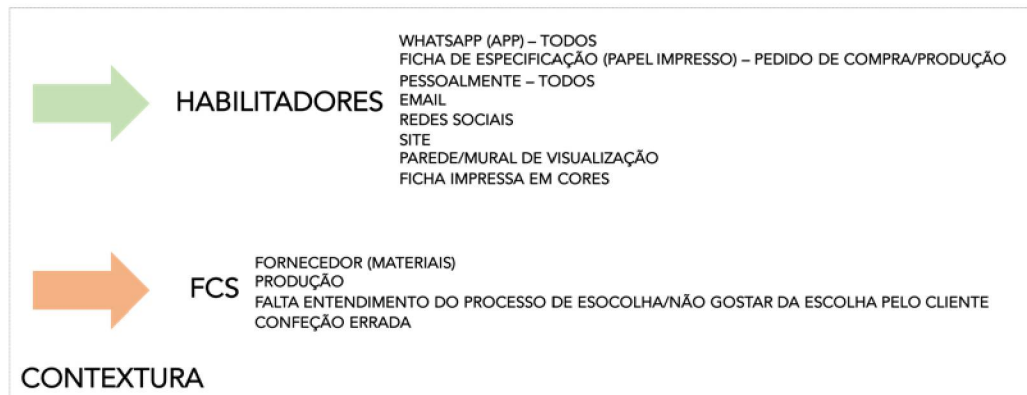 HABILITADORES
WHATSAPP (APP) – TODOS
FICHA DE ESPECIFICAÇÃO (PAPEL IMPRESSO) – PEDIDO DE COMPRA/PRODUÇÃO
PESSOALMENTE – TODOS
EMAIL
REDES SOCIAIS
SITE
PAREDE/MURAL DE VISUALIZAÇÃO
FICHA IMPRESSA EM CORES
FCS
FORNECEDOR (MATERIAIS)
PRODUÇÃO
FALTA ENTENDIMENTO DO PROCESSO DE ESOCOLHA/NÃO GOSTAR DA ESCOLHA PELO CLIENTE
CONFEÇÃO ERRADA
CONTEXTURA